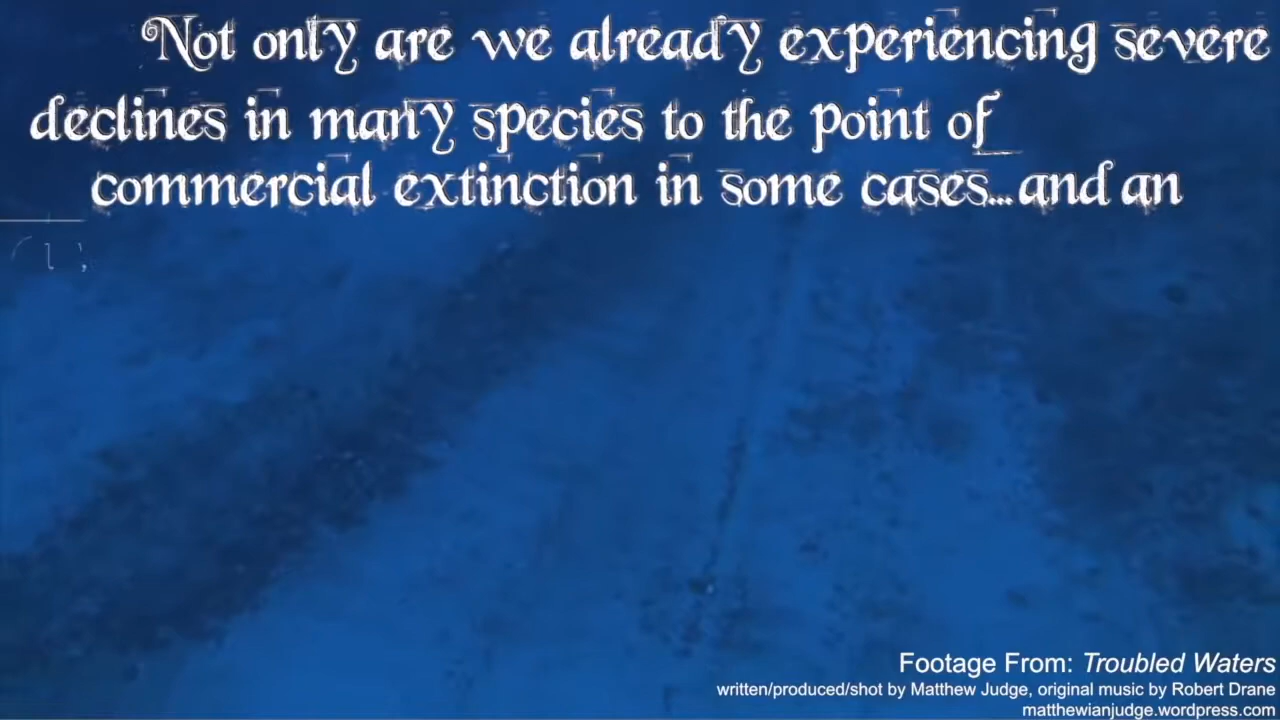 Not only are we already experiencing severe
declines in many species to the point of
commercial extinction in some cases...and an
Footage From: Troubled Waters
written/produced/shot by Matthew Judge, original music by Robert Drane
matthewianjudge.wordpress.com